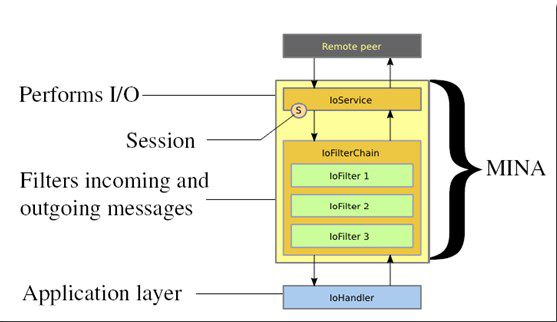 Remote peer
Performs I/O
IoService
S
Session
IoFilterChain
MINA
IoFilter 1
Filters incoming and
outgoing messages
IoFilter 2
IoFilter 3
Application layer
IoHandler